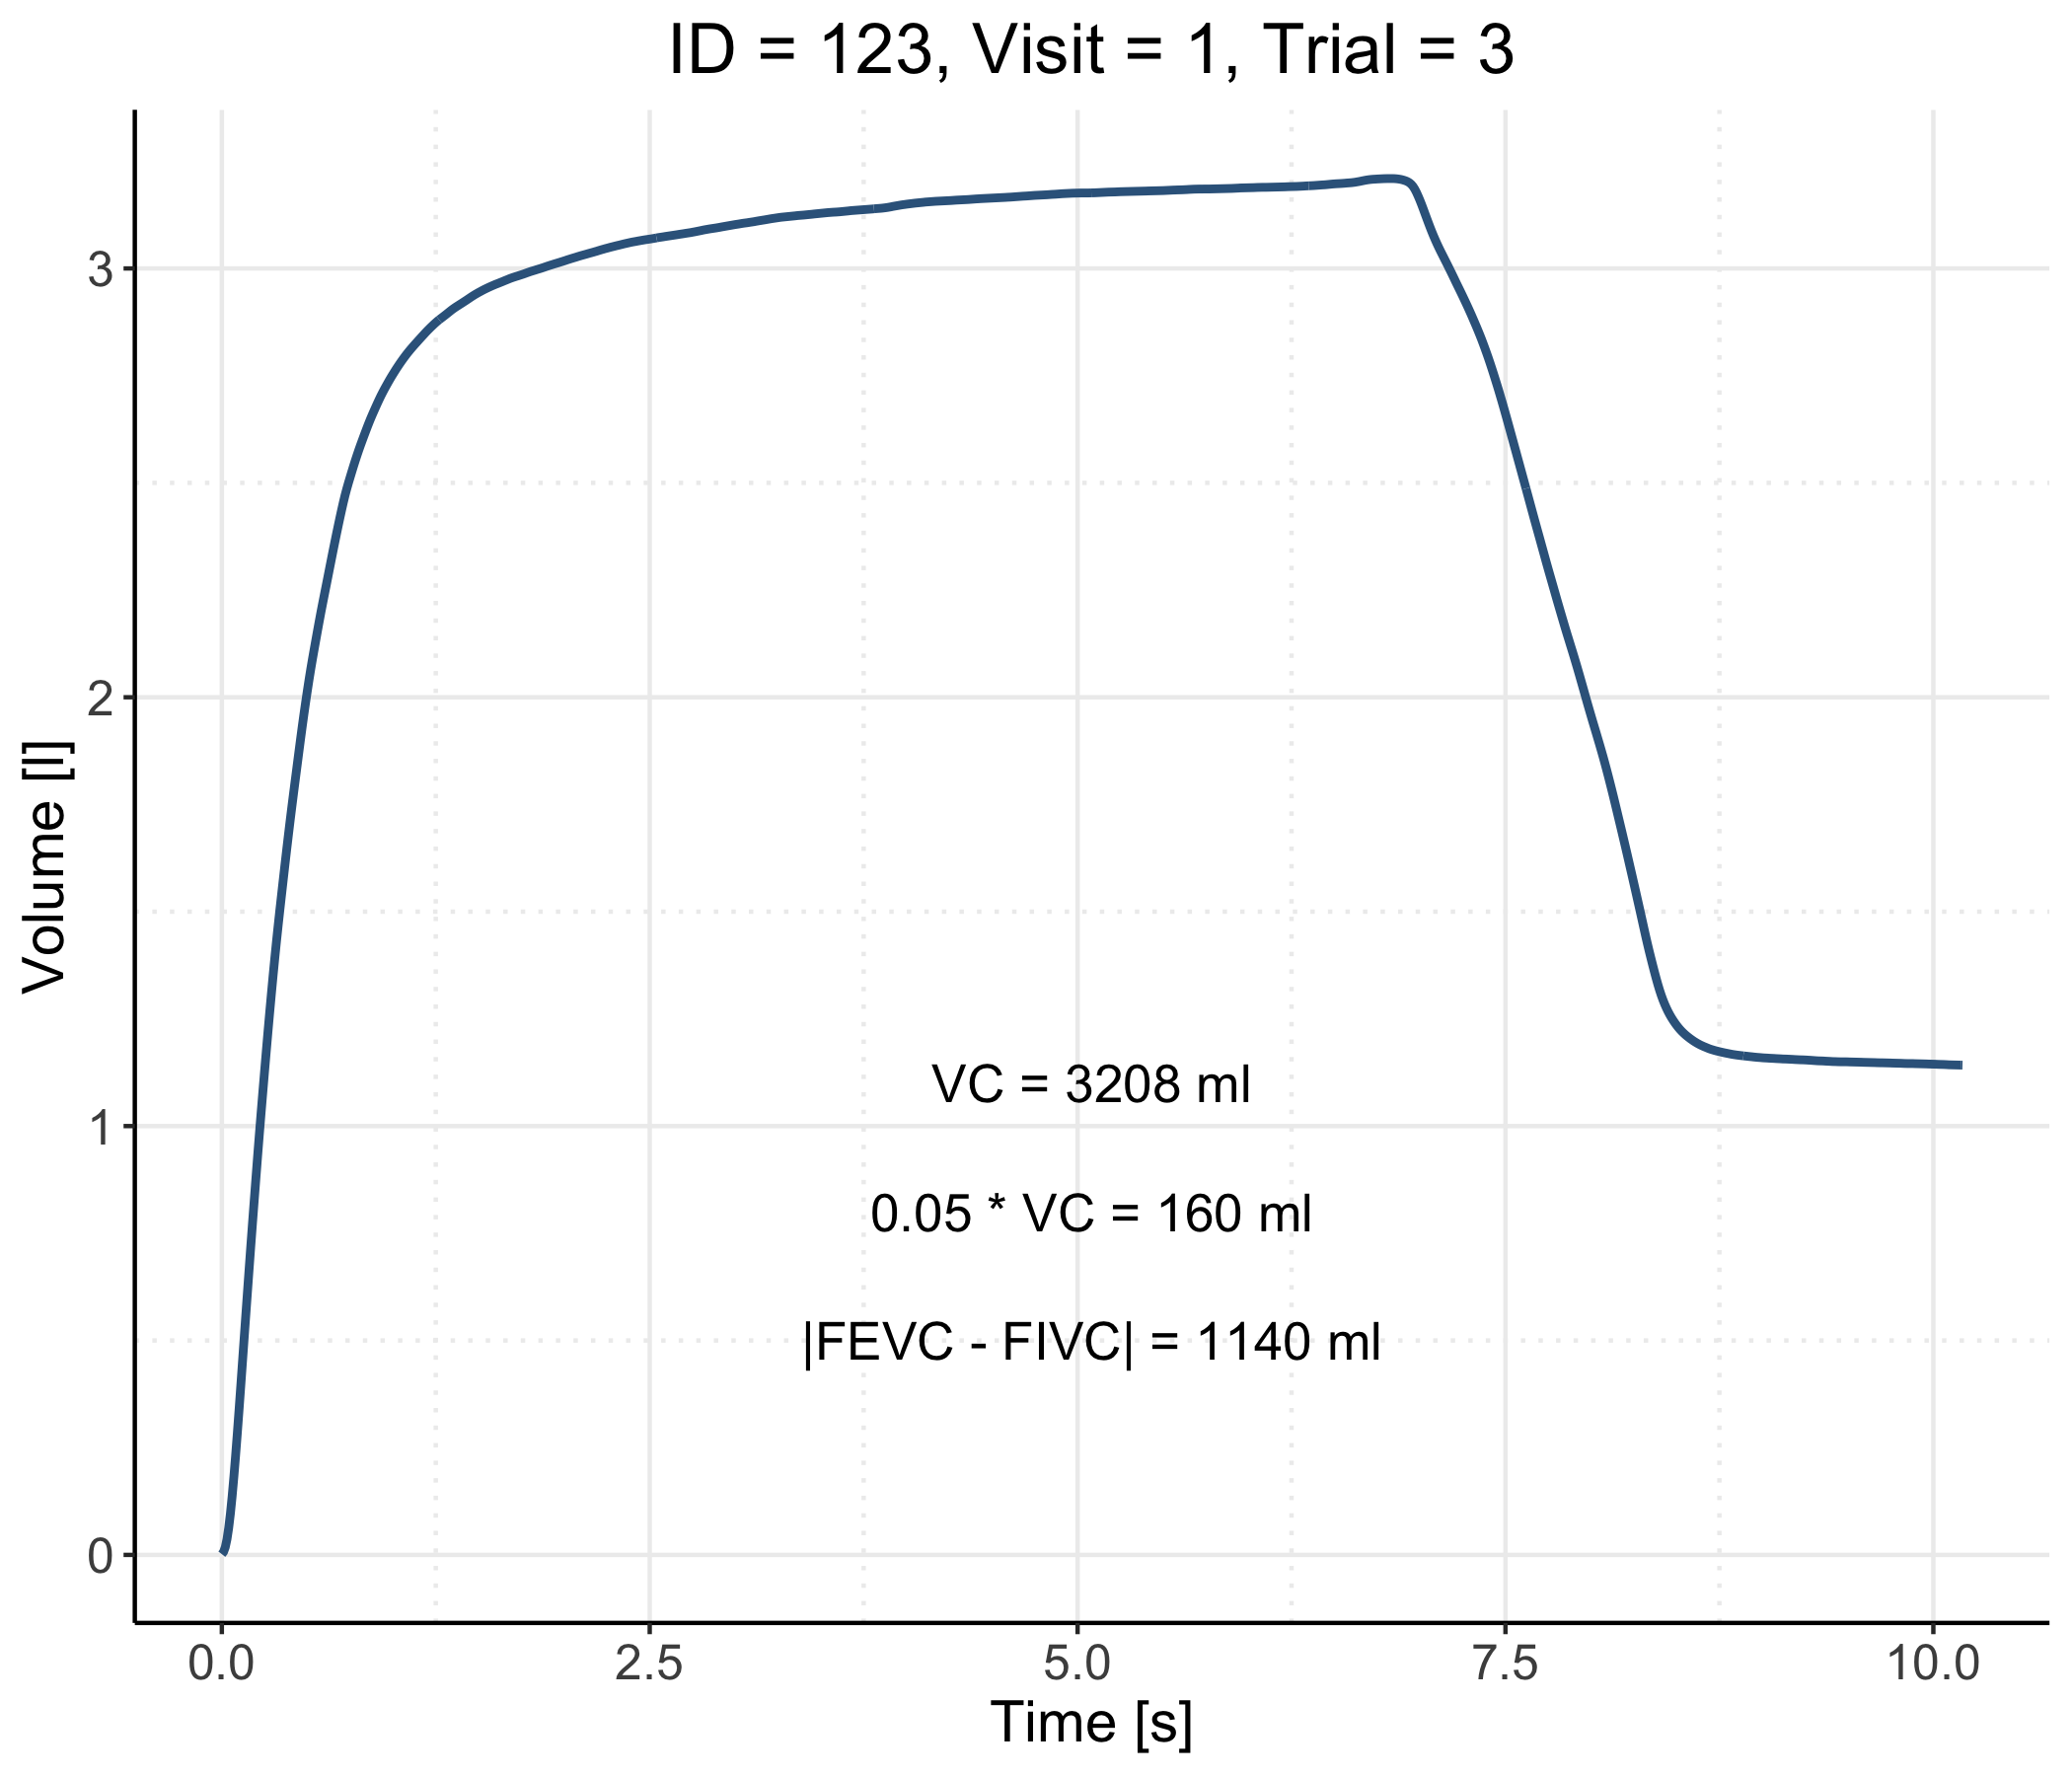 ID = 123, Visit = 1, Trial = 3
3
2
1
0
Volume [l]
VC = 3208 ml
0.05 * VC = 160 ml
|FEVC - FIVC| = 1140 ml
0.0 2.5 5.0 7.5 10.0
Time [s]